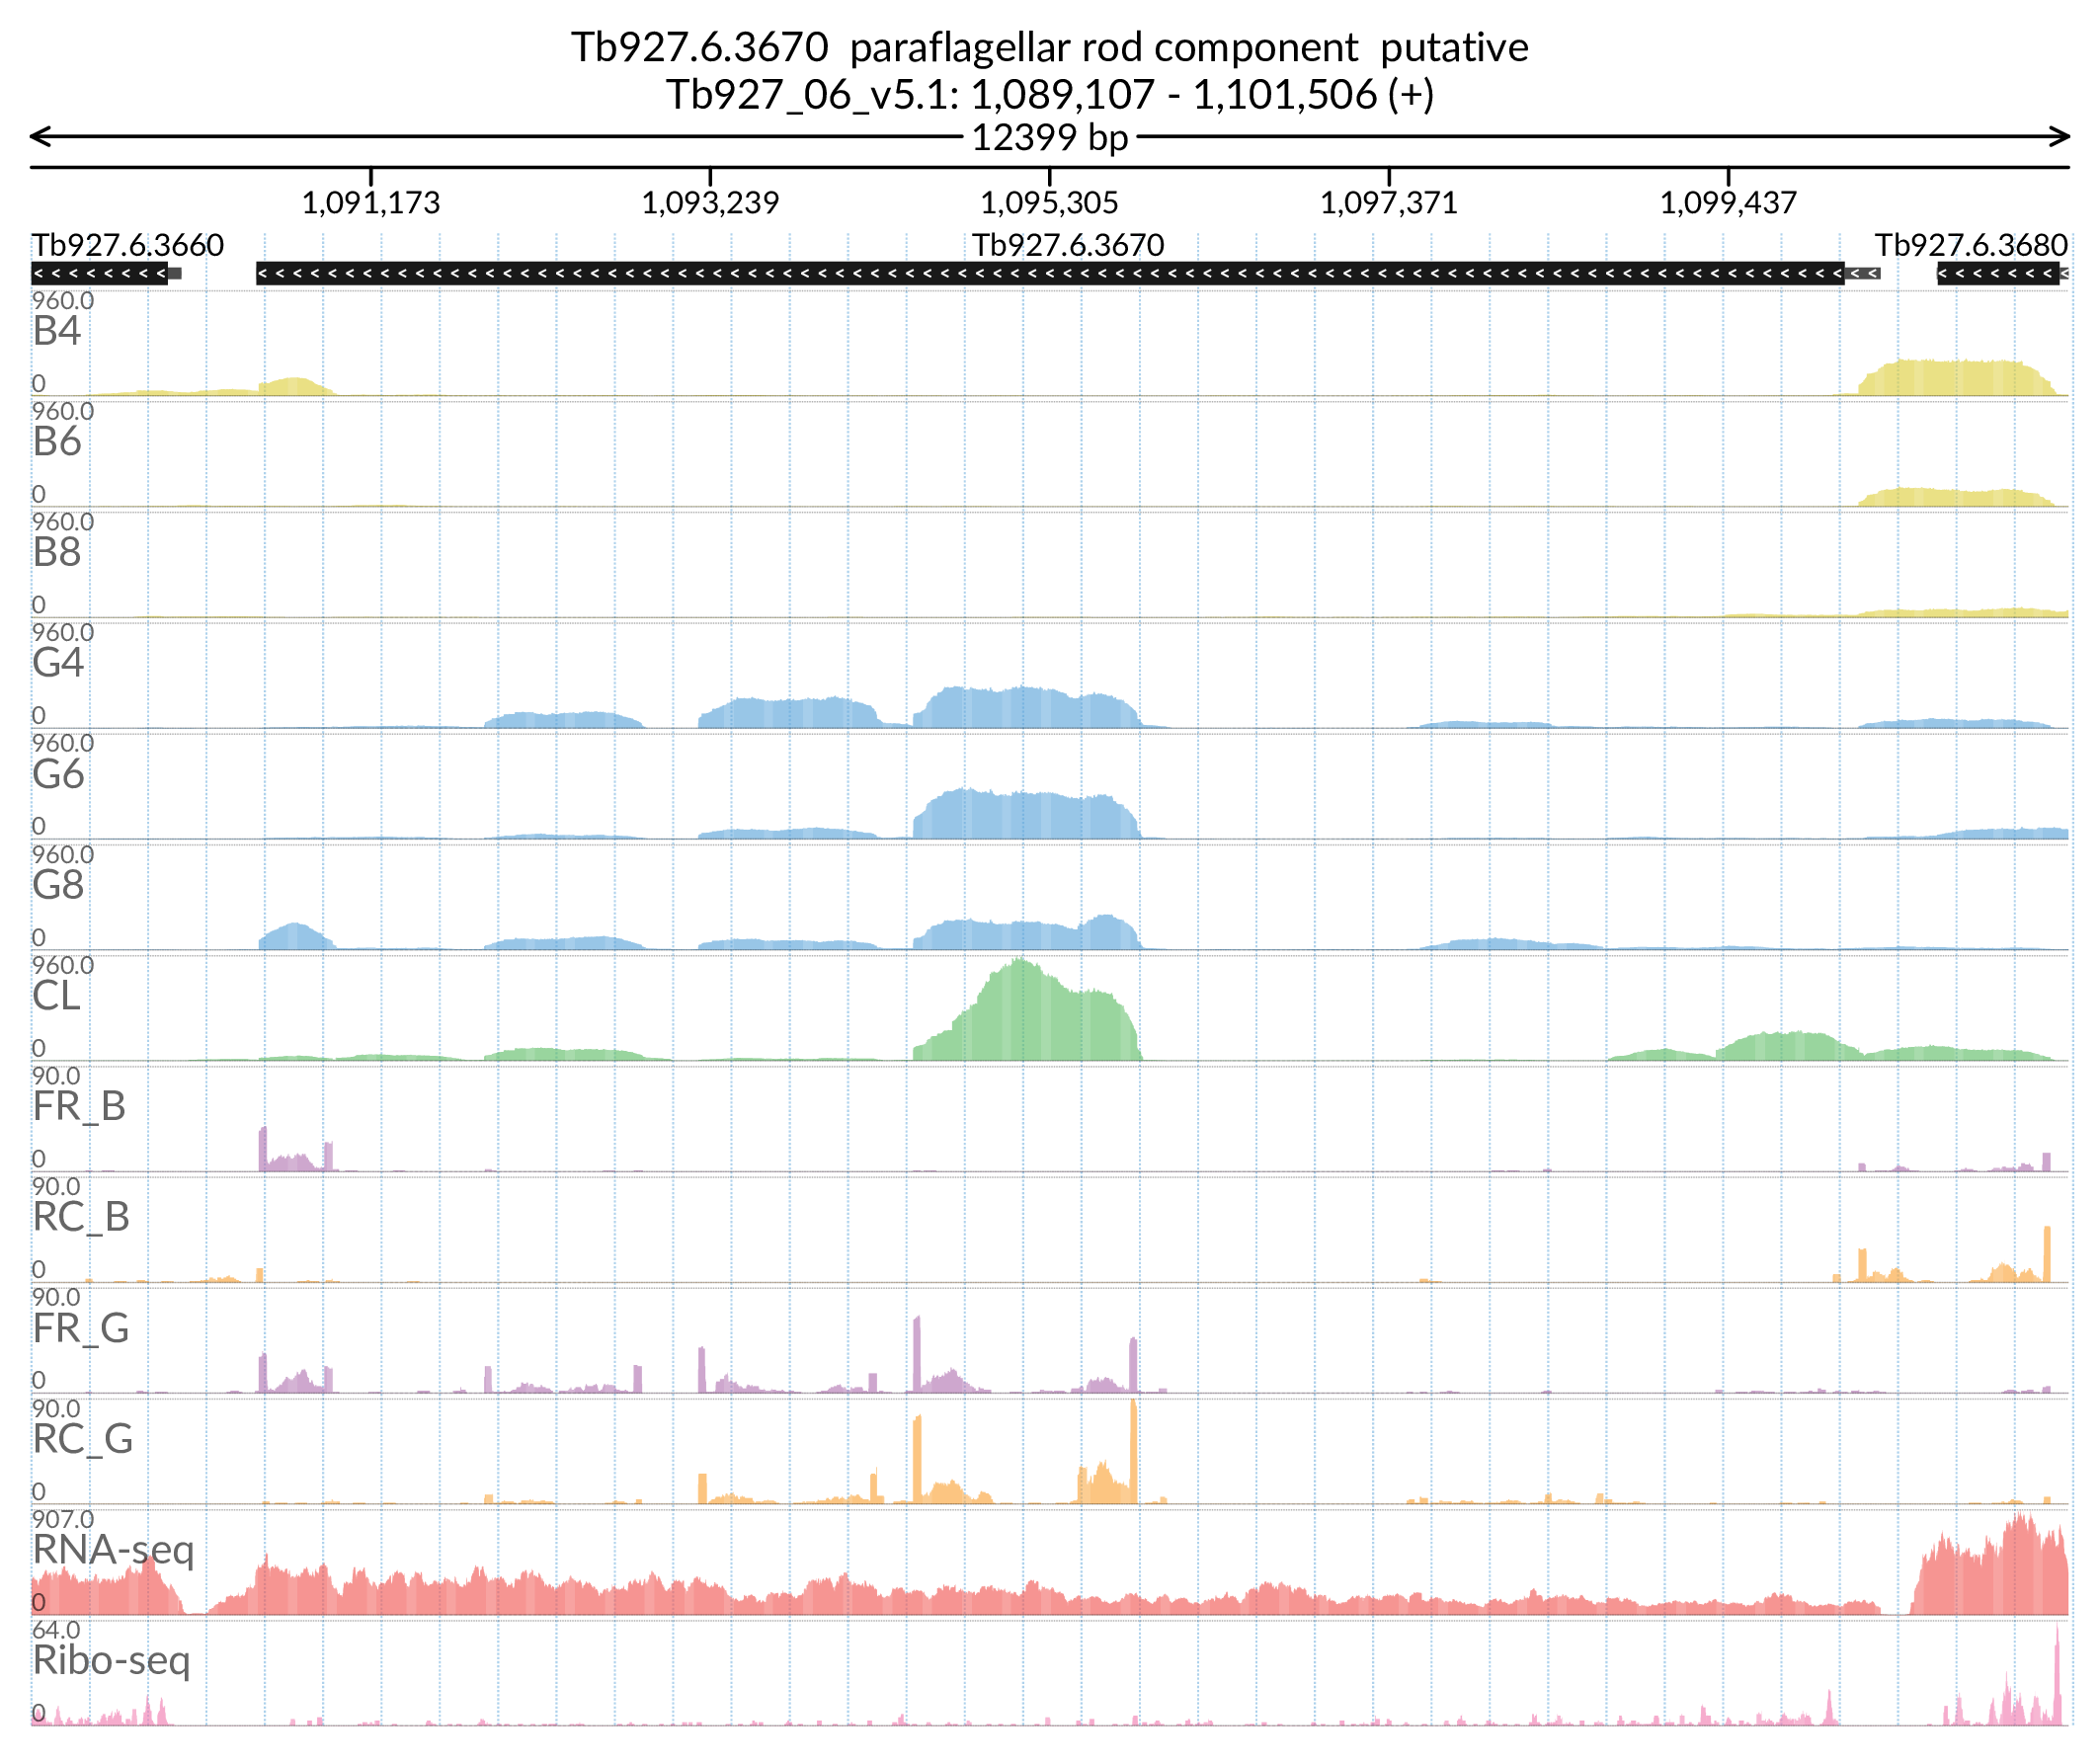 Tb927.6.3670  paraflagellar rod component  putative
Tb927_06_v5.1: 1,089,107 - 1,101,506 (+)
12399 bp
1,091,173 1,093,239 1,095,305 1,097,371 1,099,437
Tb927.6.3660 Tb927.6.3670 Tb927.6.3680
960.0
B4
0
960.0
B6
0
960.0
B8
0
960.0
G4
0
960.0
G6
0
960.0
G8
0
960.0
CL
0
90.0
FR_B
0
90.0
RC_B
0
90.0
FR_G
0
90.0
RC_G
0
907.0
RNA-seq
0
64.0
Ribo-seq
0